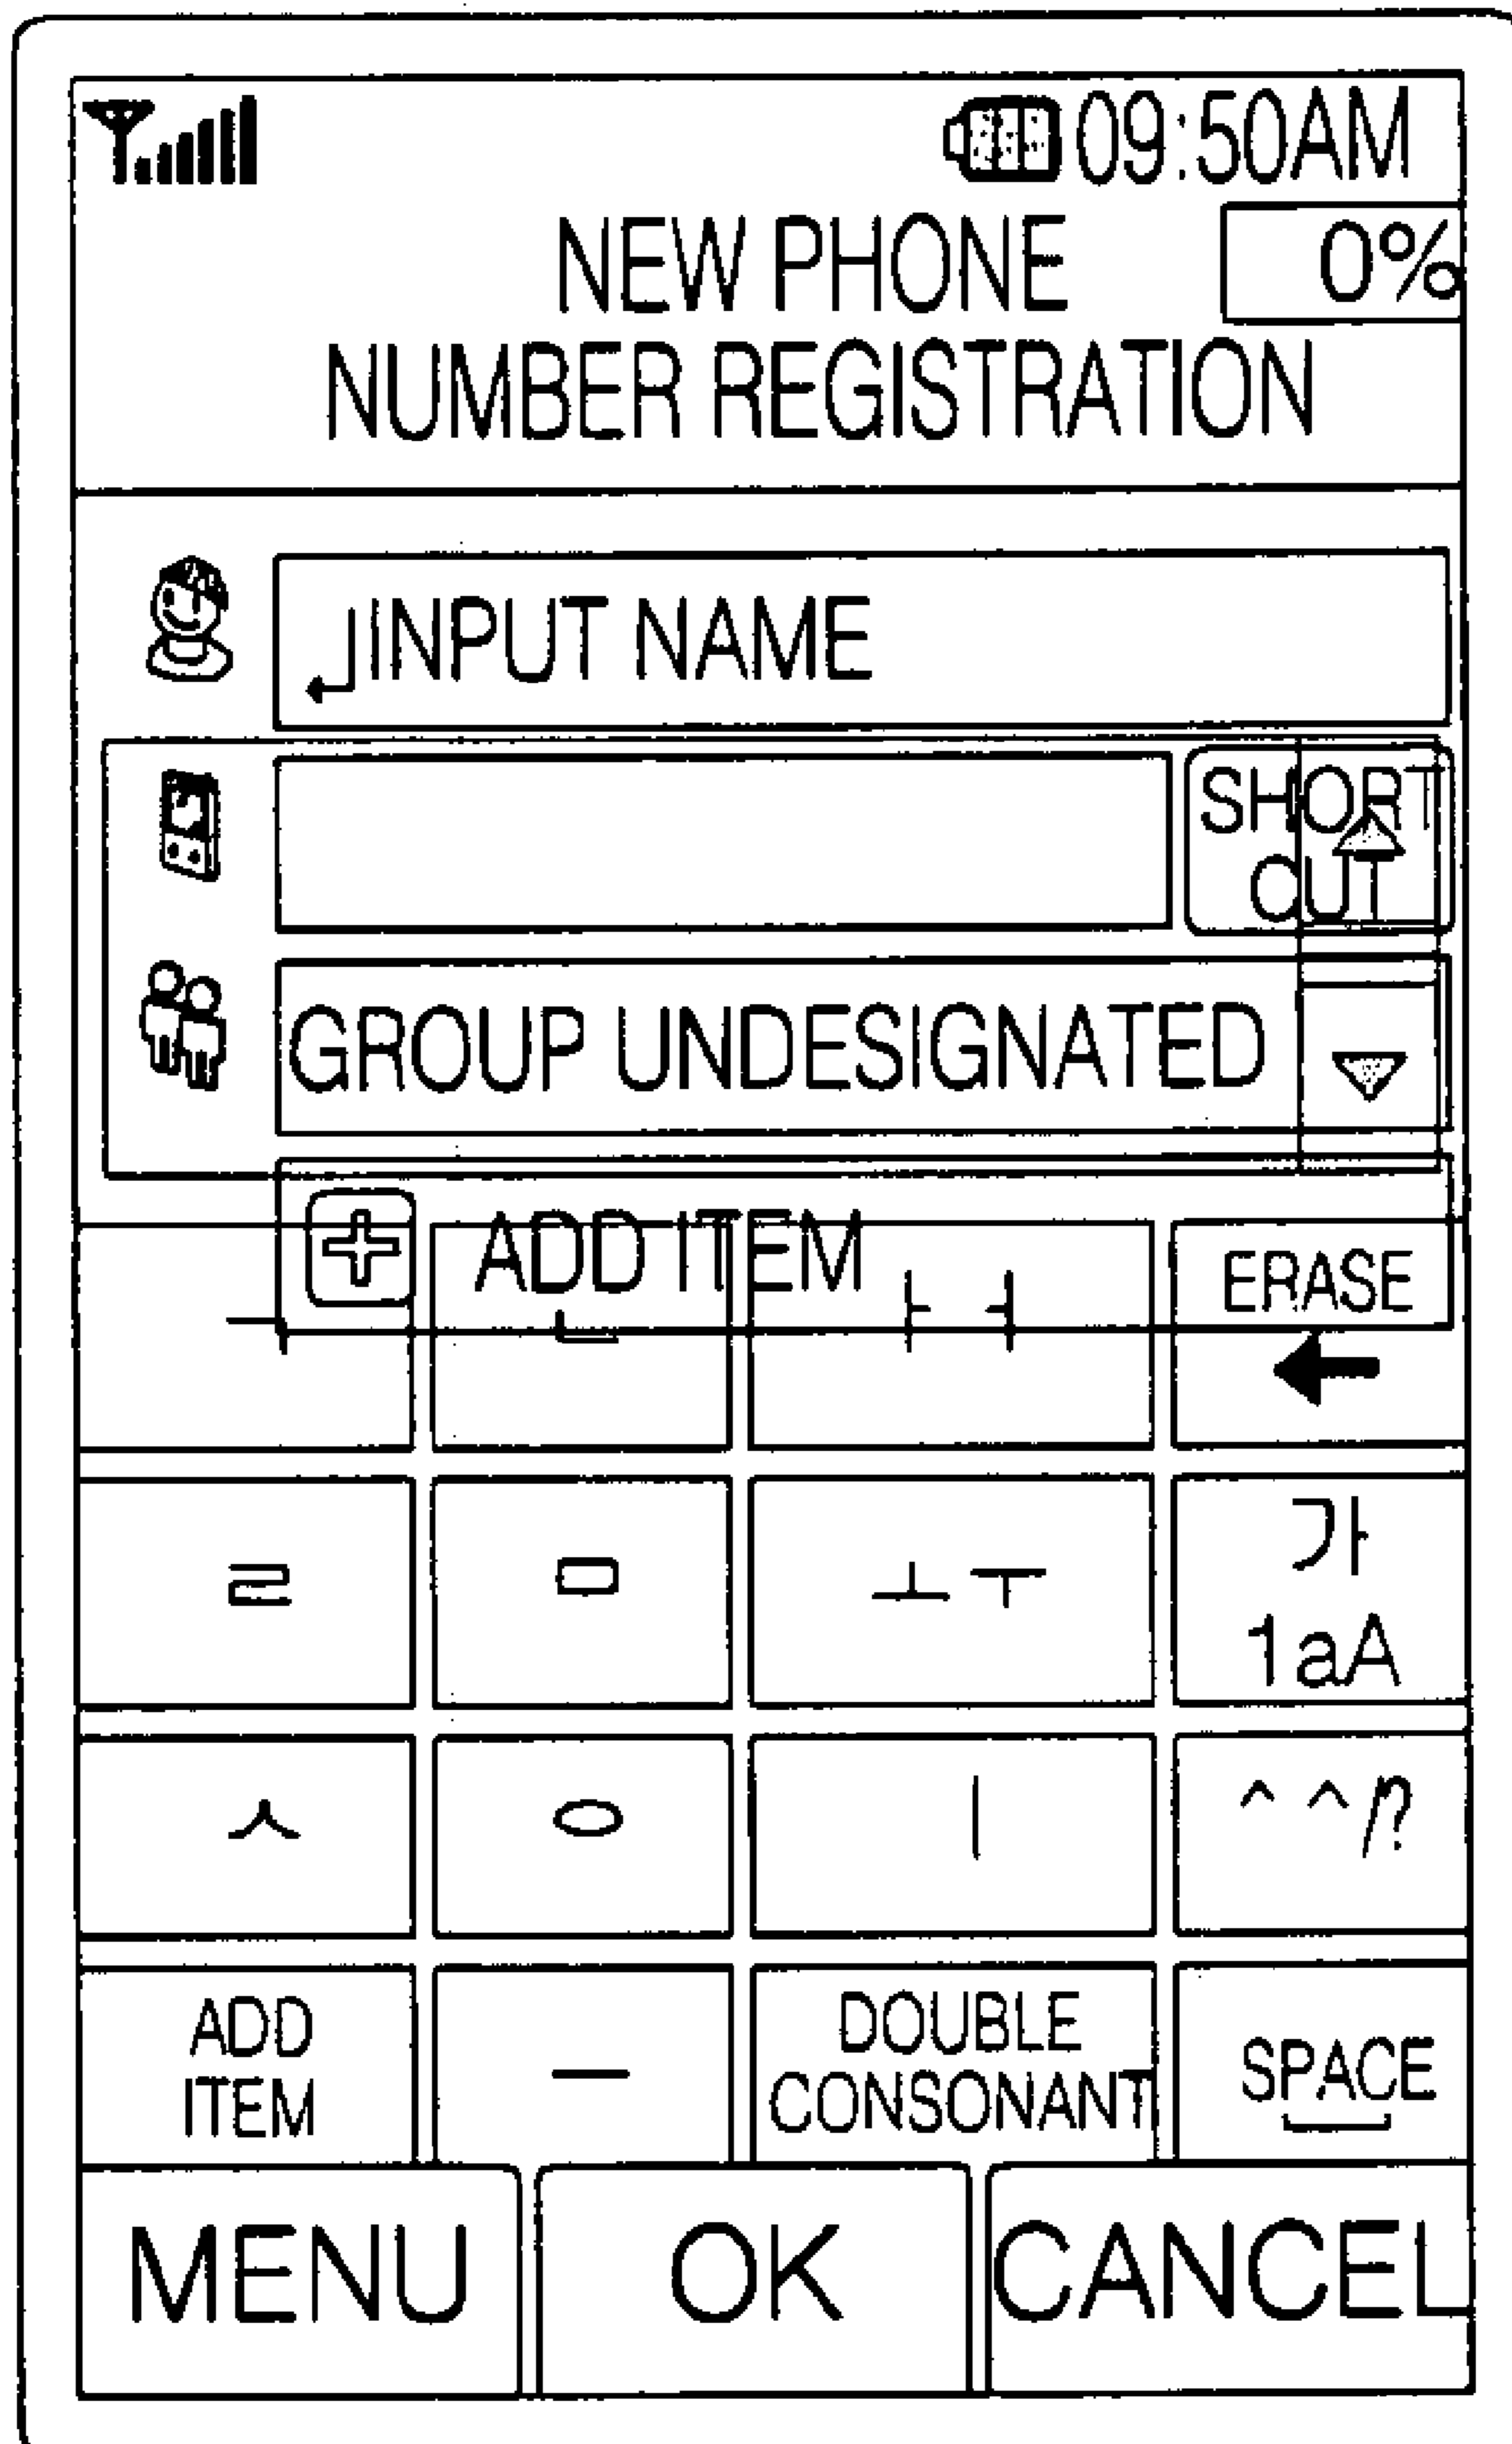 09:50AM
NEW PHONE 0%
NUMBER REGISTRATION
INPUT NAME
SHORT
CUT
GROUP UNDESIGNATED
ADD ITEM
ㄱ ㄴ ㅏ ㅓ ERASE
ㄹ ㅁ ㅗ ㅜ 가
1aA
ㅅ ㅇ ㅣ ^ ^ /?
ADD
ITEM
ㅡ
DOUBLE
CONSONANT
SPACE
MENU OK CANCEL